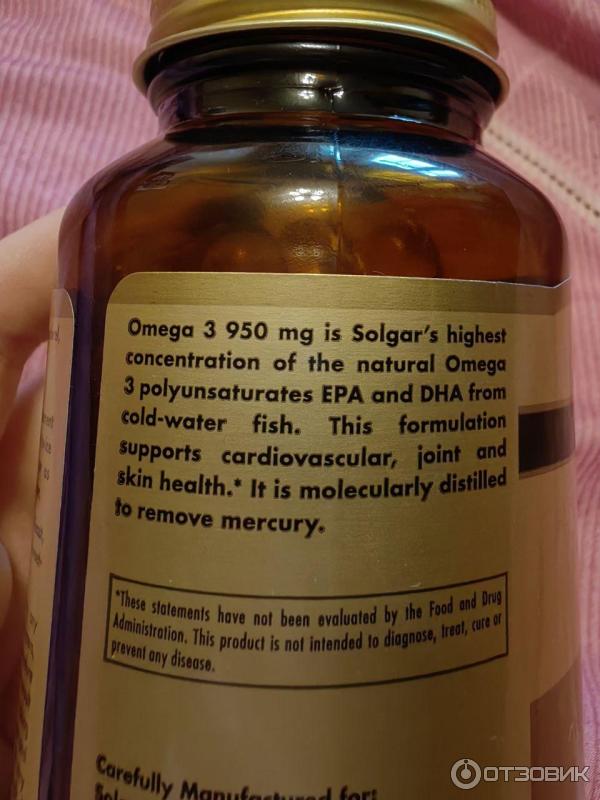 Omega 3 950 mg is Solgar's highest
concentration of the natural Omega
3 polyunsaturates EPA and DHA from
cold-water fish. This formulation
supports cardiovascular, joint and
skin health.* It is molecularly distilled
to remove mercury.
*These statements have not been evaluated by the Food and Drug
Administration. This product is not intended to diagnose, treat, cure or
prevent any disease.
Carefully Manufactured for:
ОТЗОВИК